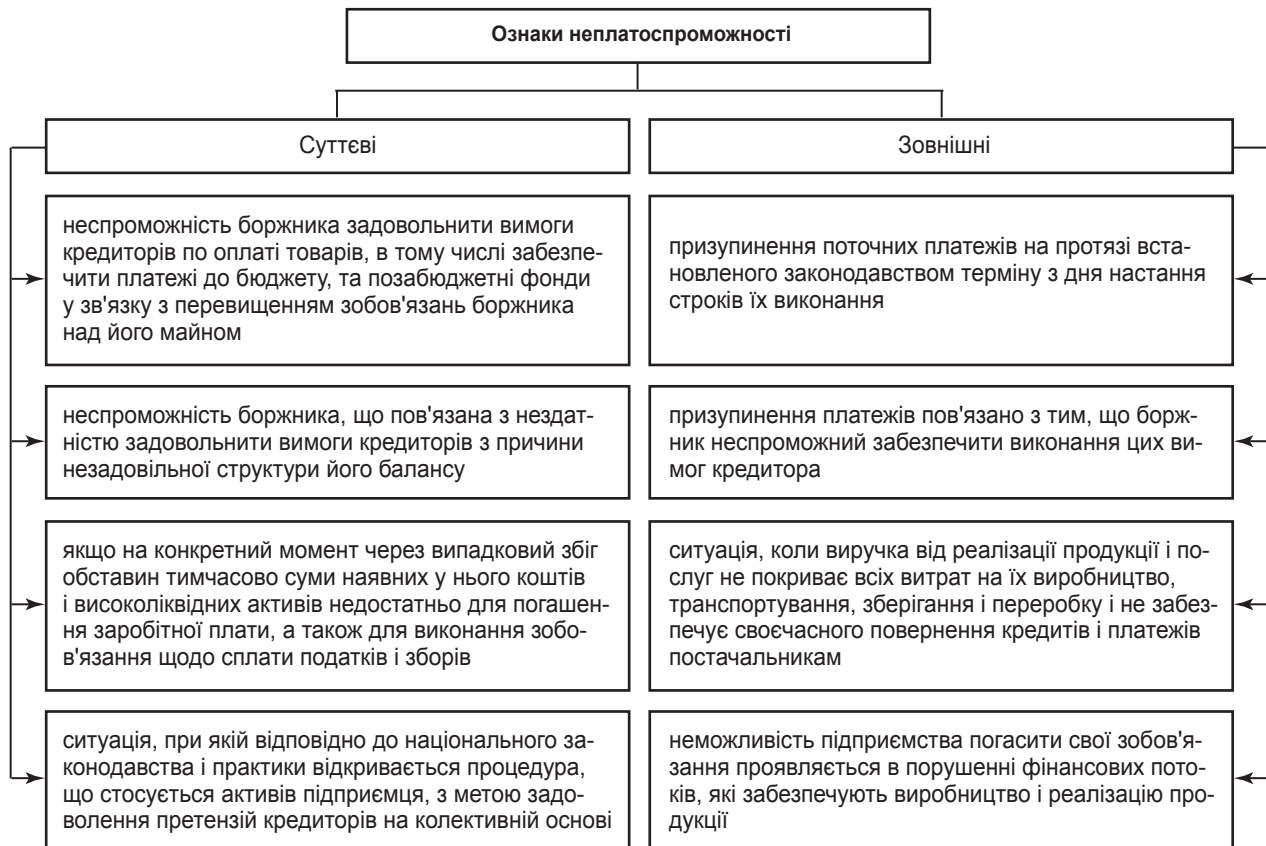 Ознаки неплатоспроможності
Суттєві
Зовнішні
неспроможність боржника задовольнити вимоги
кредиторів по оплаті товарів, в тому числі забезпе-
чити платежі до бюджету, та позабюджетні фонди
у зв'язку з перевищенням зобов'язань боржника
над його майном
призупинення поточних платежів на протязі вста-
новленого законодавством терміну з дня настання
строків їх виконання
неспроможність боржника, що пов'язана з нездат-
ністю задовольнити вимоги кредиторів з причини
незадовільної структури його балансу
призупинення платежів пов'язано з тим, що борж-
ник неспроможний забезпечити виконання цих ви-
мог кредитора
якщо на конкретний момент через випадковий збіг
обставин тимчасово суми наявних у нього коштів
і високоліквідних активів недостатньо для погашен-
ня заробітної плати, а також для виконання зобо-
в'язання щодо сплати податків і зборів
ситуація, коли виручка від реалізації продукції і по-
слуг не покриває всіх витрат на їх виробництво,
транспортування, зберігання і переробку і не забез-
печує своєчасного повернення кредитів і платежів
постачальникам
ситуація, при якій відповідно до національного за-
конодавства і практики відкривається процедура,
що стосується активів підприємця, з метою задо-
волення претензій кредиторів на колективній основі
неможливість підприємства погасити свої зобов'я-
зання проявляється в порушенні фінансових пото-
ків, які забезпечують виробництво і реалізацію про-
дукції